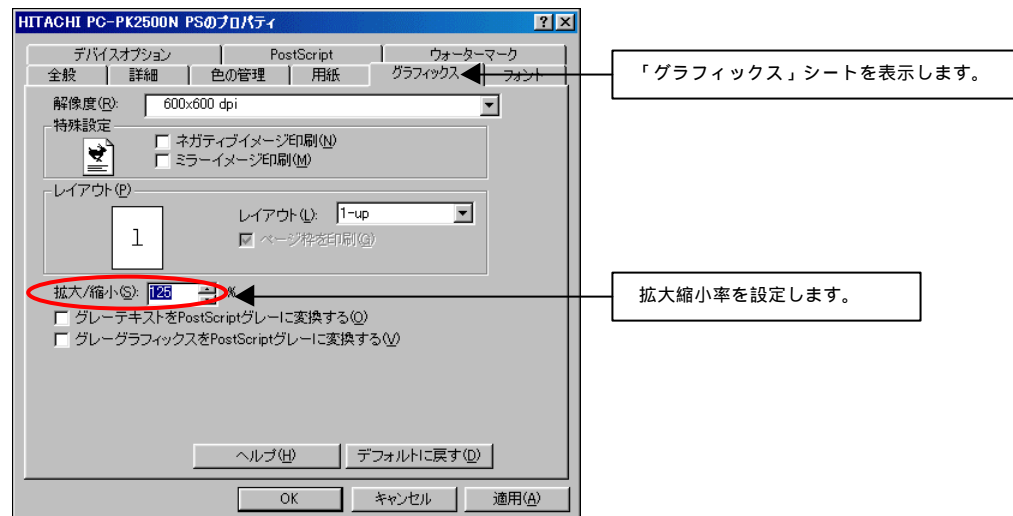 HITACHI PC-PK2500N PSのプロパティ
デバイスオプション PostScript ウォーターマーク
全般 詳細 色の管理 用紙 グラフィックス フォント
「グラフィックス」シートを表示します。
解像度(R): 600x600 dpi
特殊設定
ネガティブイメージ印刷(N)
ミラーイメージ印刷(M)
レイアウト(P)
1
レイアウト(L): 1-up
ページ枠を印刷(G)
拡大/縮小(S): 125 %
拡大縮小率を設定します。
グレーテキストをPostScriptグレーに変換する(O)
グレーグラフィックスをPostScriptグレーに変換する(V)
ヘルプ(H) デフォルトに戻す(D)
OK キャンセル 適用(A)